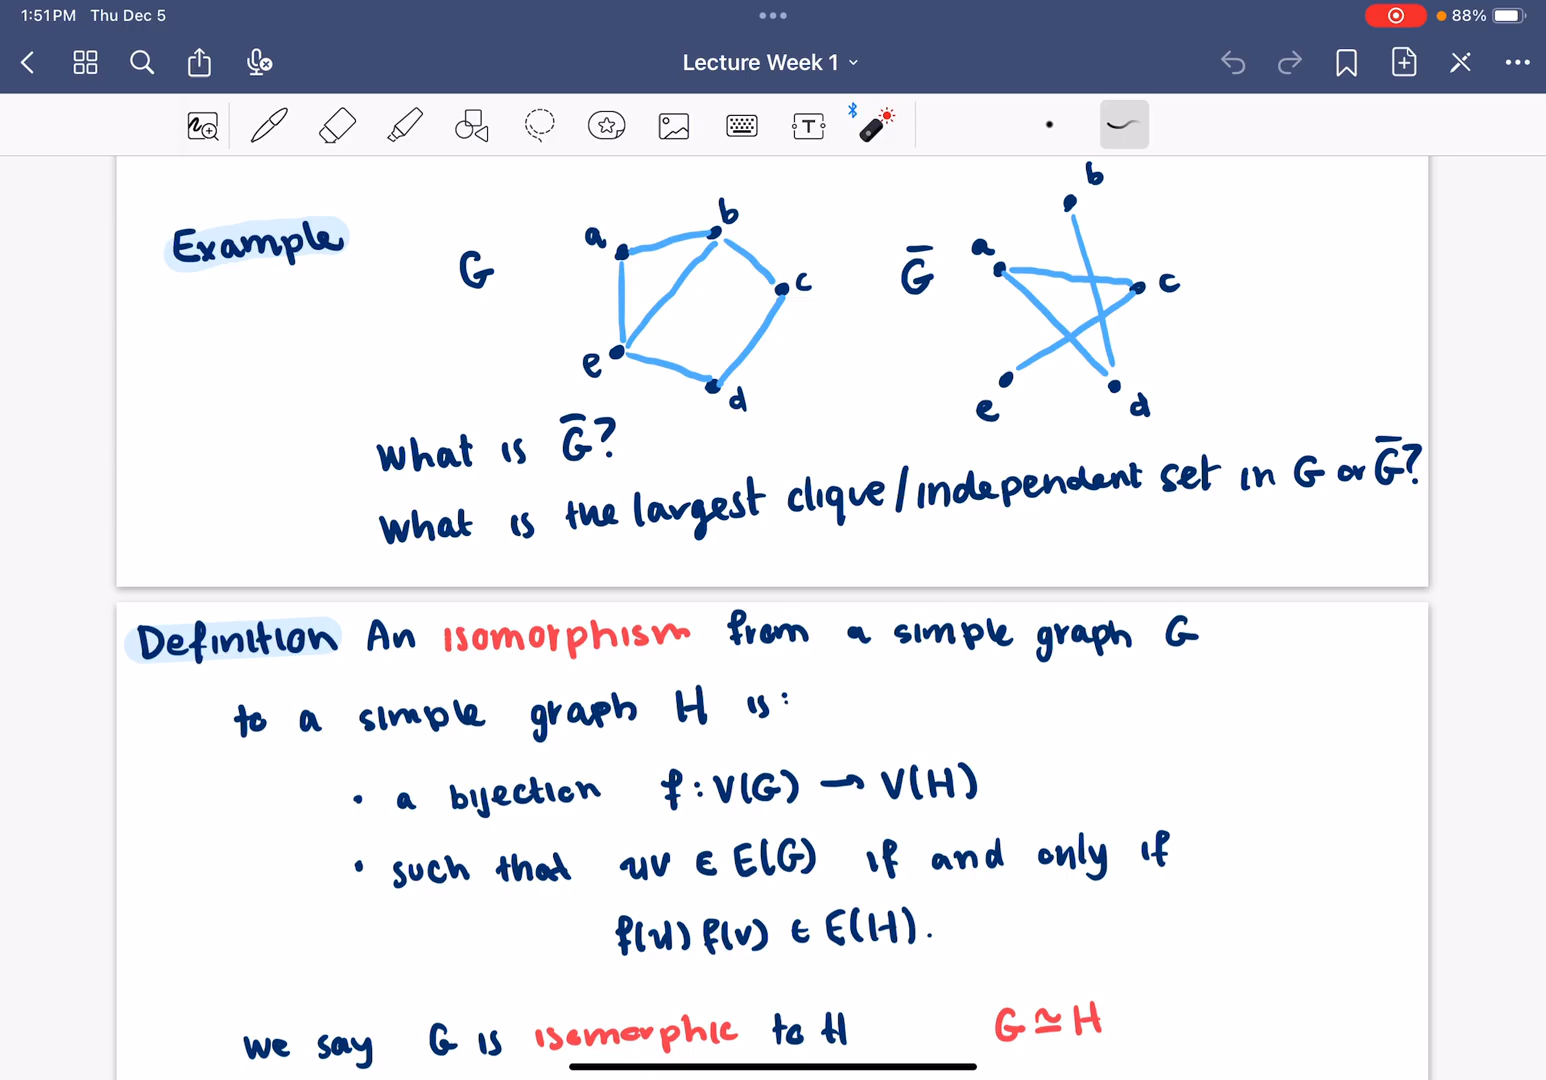 1:51PM Thu Dec 5
88%
Lecture Week 1
T
Example
G
a
b
c
d
e
G̅
a
b
c
d
e
What is G̅?
What is the largest clique/independent set in G or G̅?
Definition An isomorphism from a simple graph G
to a simple graph H is:
• a bijection f: V(G) → V(H)
• such that uv ∈ E(G) if and only if
f(u) f(v) ∈ E(H).
We say G is isomorphic to H G ≅ H